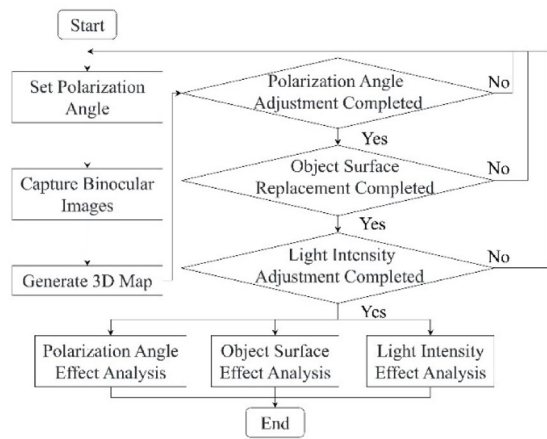 Start
Set Polarization
Angle
Capture Binocular
Images
Generate 3D Map
Polarization Angle
Adjustment Completed
No
Yes
Object Surface
Replacement Completed
No
Yes
Light Intensity
Adjustment Completed
No
Yes
Polarization Angle
Effect Analysis
Object Surface
Effect Analysis
Light Intensity
Effect Analysis
End